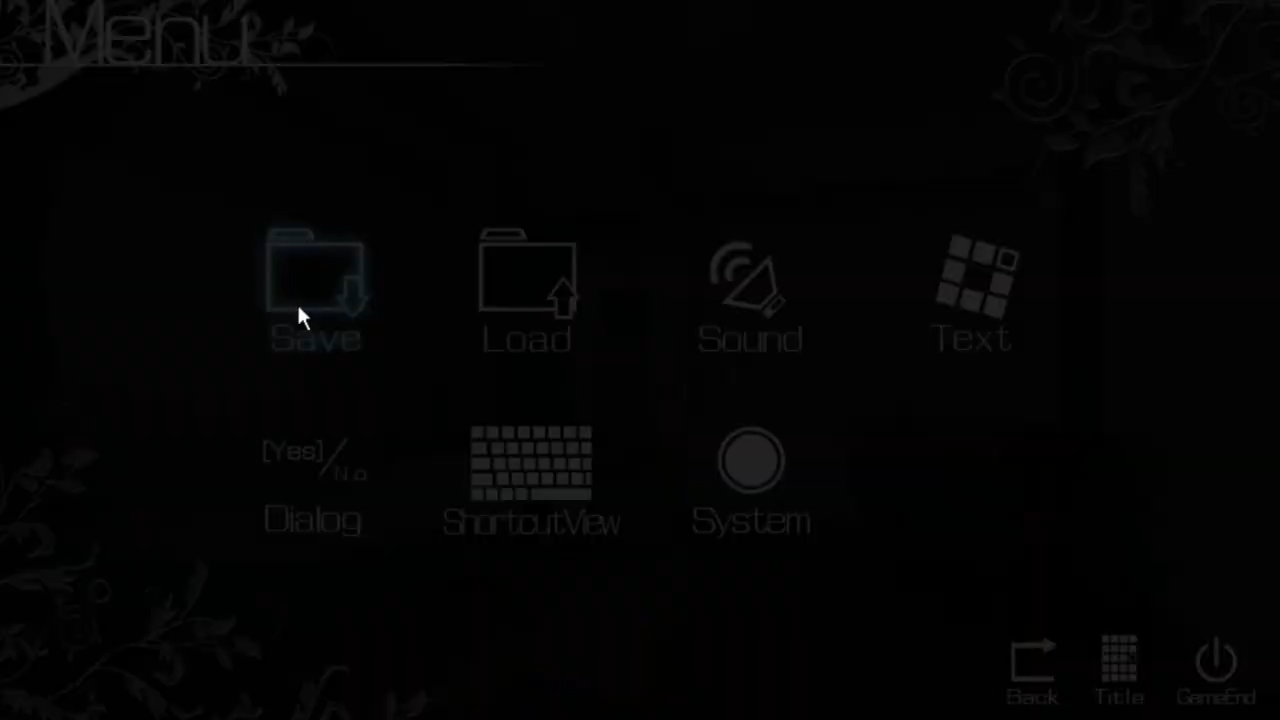 Menu
Save Load Sound Text
[Yes]/No
Dialog ShortcutView System
Back Title GameEnd